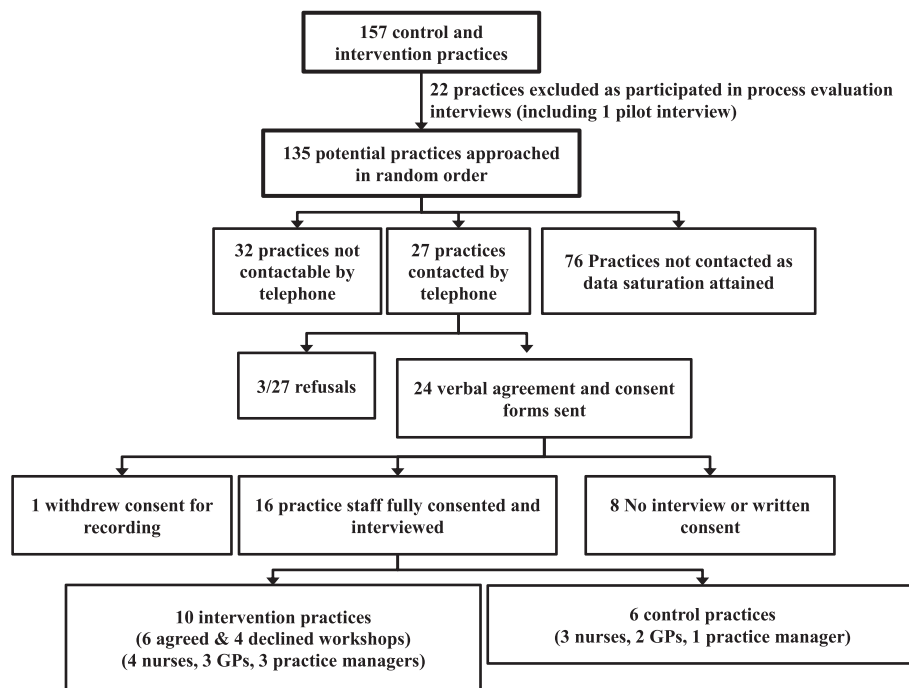 157 control and
intervention practices
22 practices excluded as participated in process evaluation
interviews (including 1 pilot interview)
135 potential practices approached
in random order
32 practices not
contactable by
telephone
27 practices
contacted by
telephone
76 Practices not contacted as
data saturation attained
3/27 refusals
24 verbal agreement and consent
forms sent
1 withdrew consent for
recording
16 practice staff fully consented and
interviewed
8 No interview or written
consent
10 intervention practices
(6 agreed & 4 declined workshops)
(4 nurses, 3 GPs, 3 practice managers)
6 control practices
(3 nurses, 2 GPs, 1 practice manager)